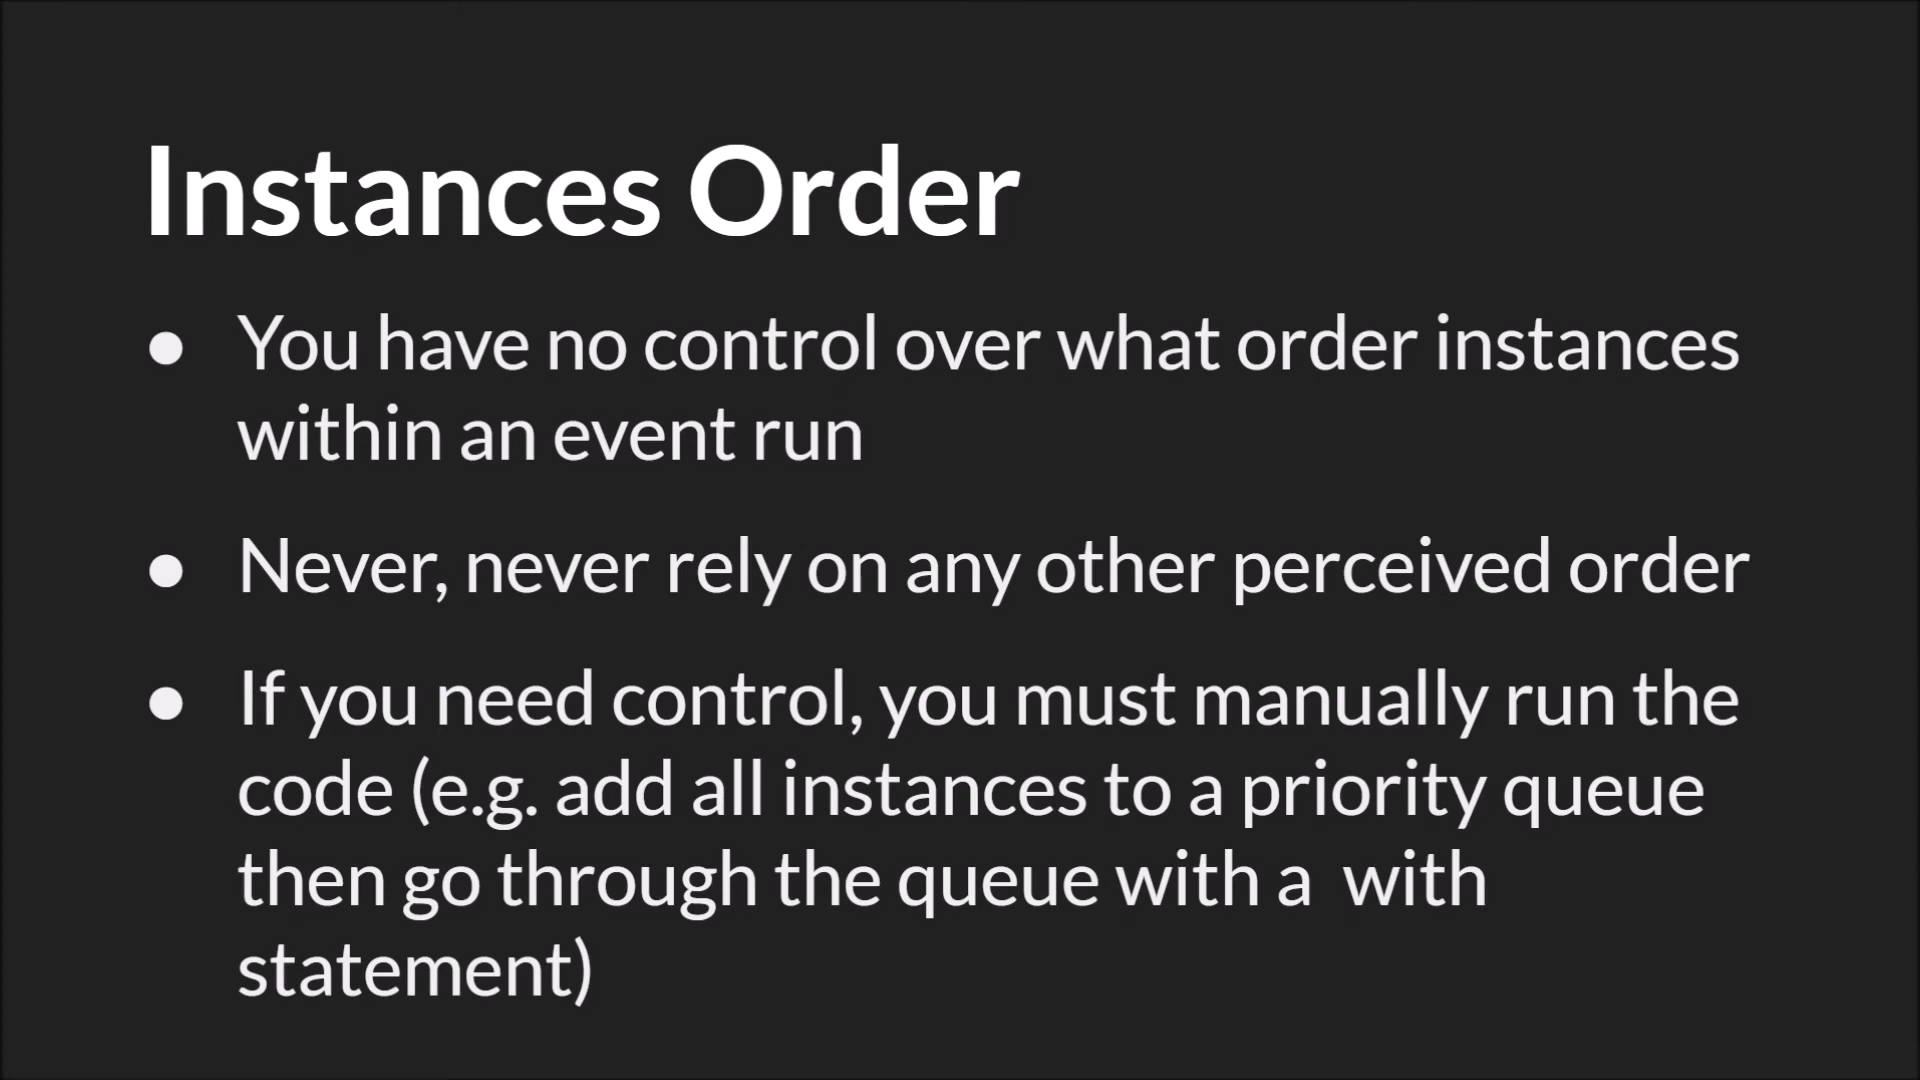 Instances Order
● You have no control over what order instances
within an event run
● Never, never rely on any other perceived order
● If you need control, you must manually run the
code (e.g. add all instances to a priority queue
then go through the queue with a  with
statement)